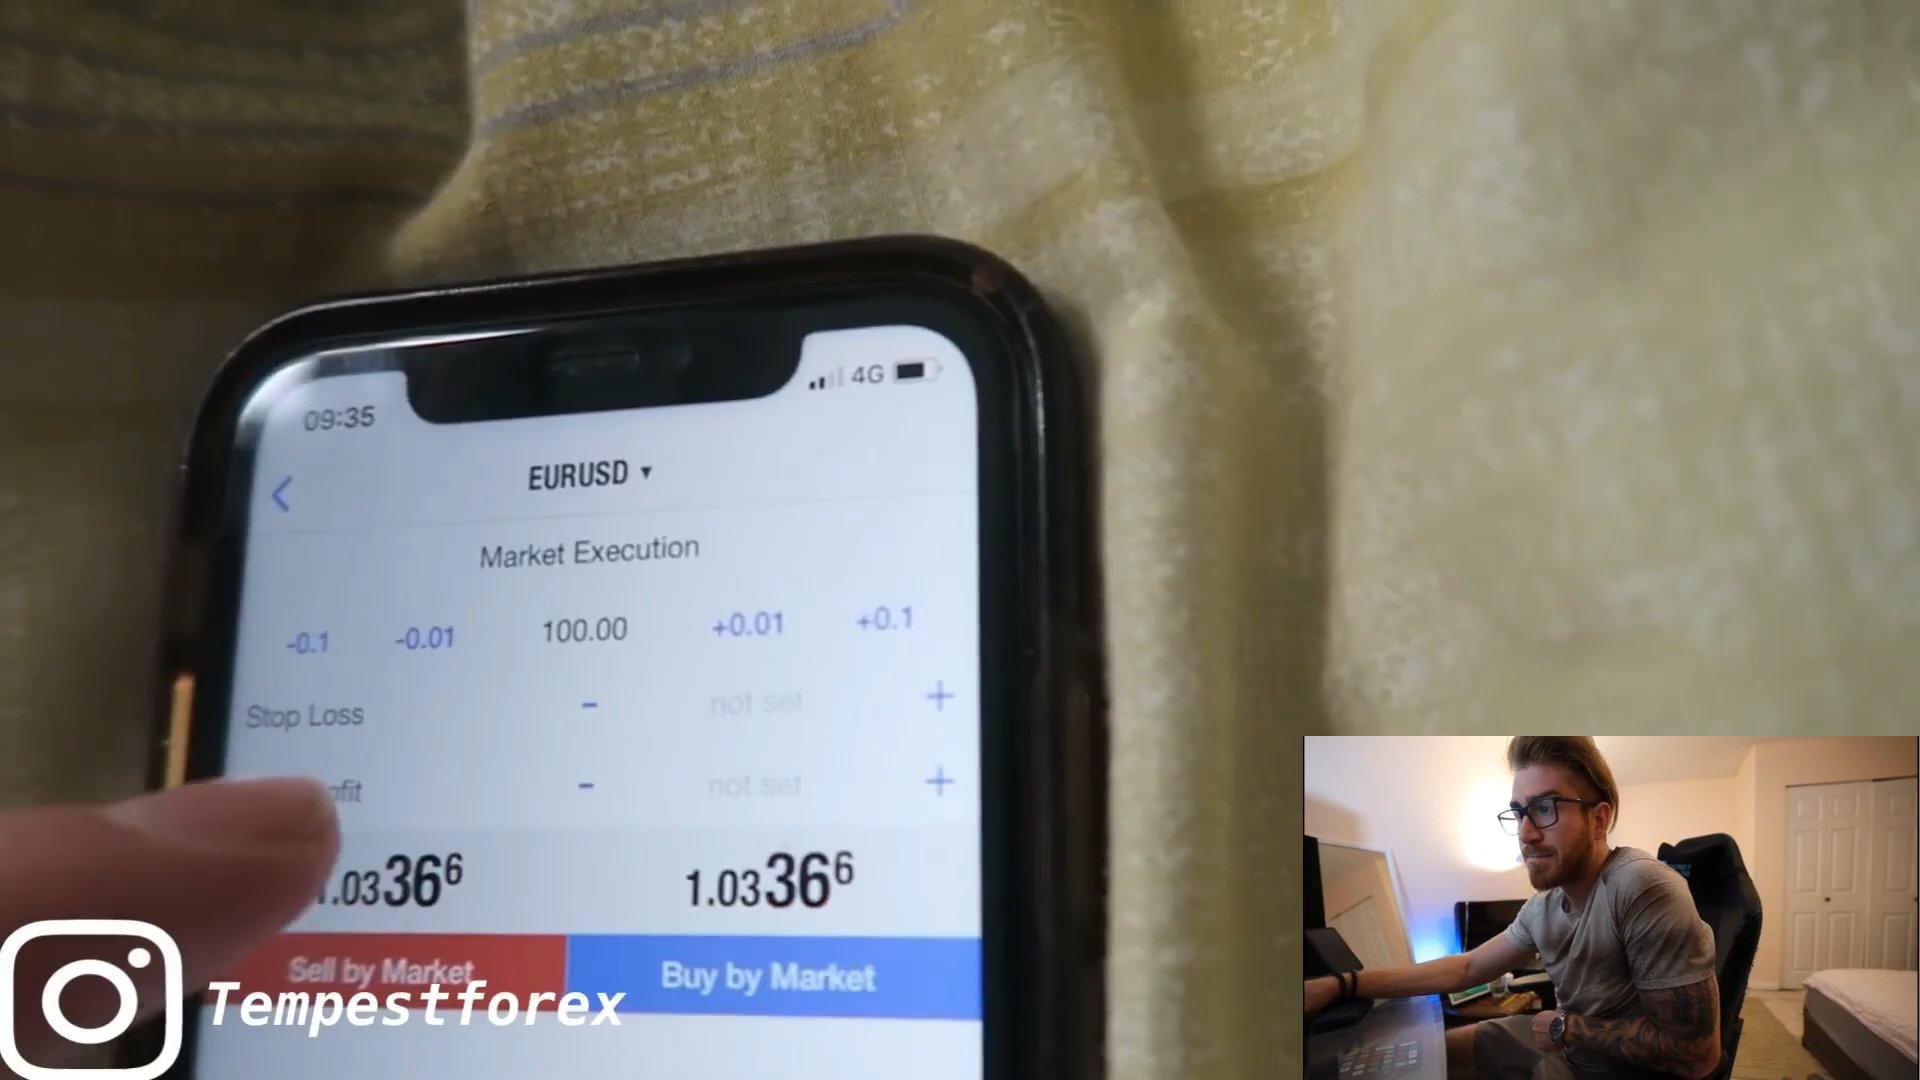 09:35
4G
EURUSD
Market Execution
-0.1 -0.01 100.00 +0.01 +0.1
Stop Loss - not set +
- not set +
1.03366
Sell by Market Buy by Market
Tempestforex